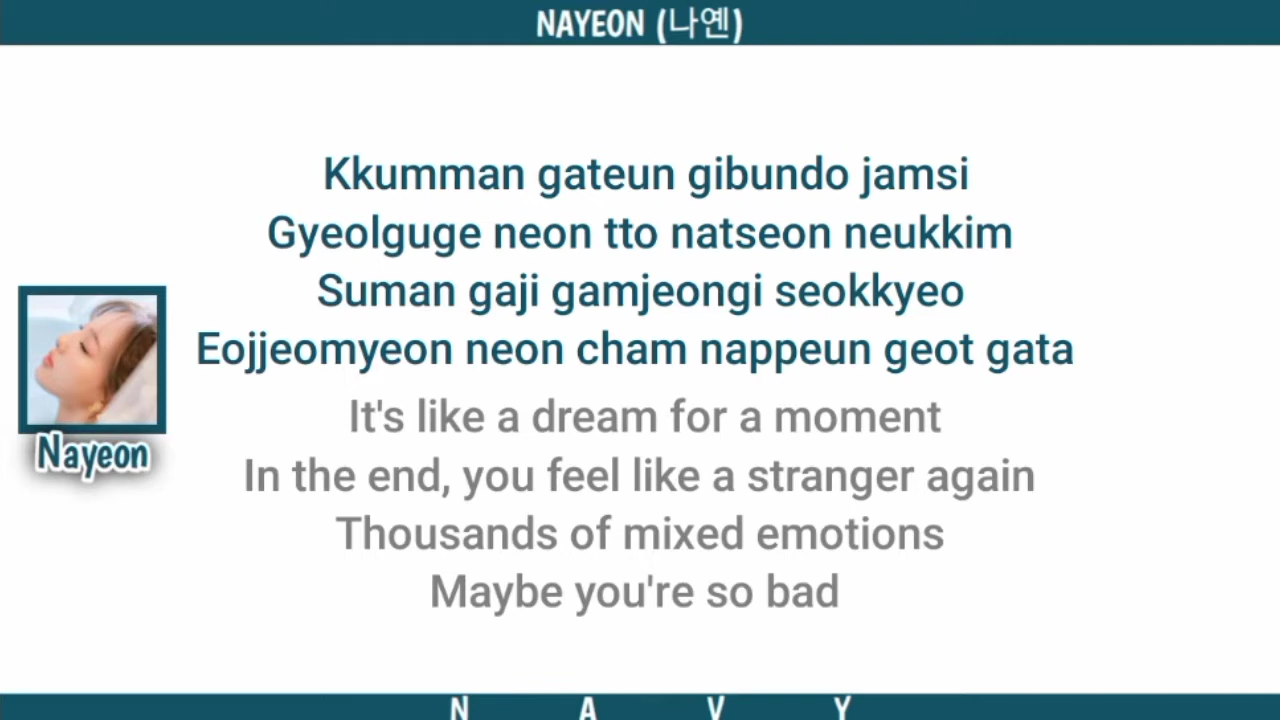 NAYEON (나옌)
Kkumman gateun gibundo jamsi
Gyeolguge neon tto natseon neukkim
Suman gaji gamjeongi seokkyeo
Eojjeomyeon neon cham nappeun geot gata
Nayeon
It's like a dream for a moment
In the end, you feel like a stranger again
Thousands of mixed emotions
Maybe you're so bad
N A V Y